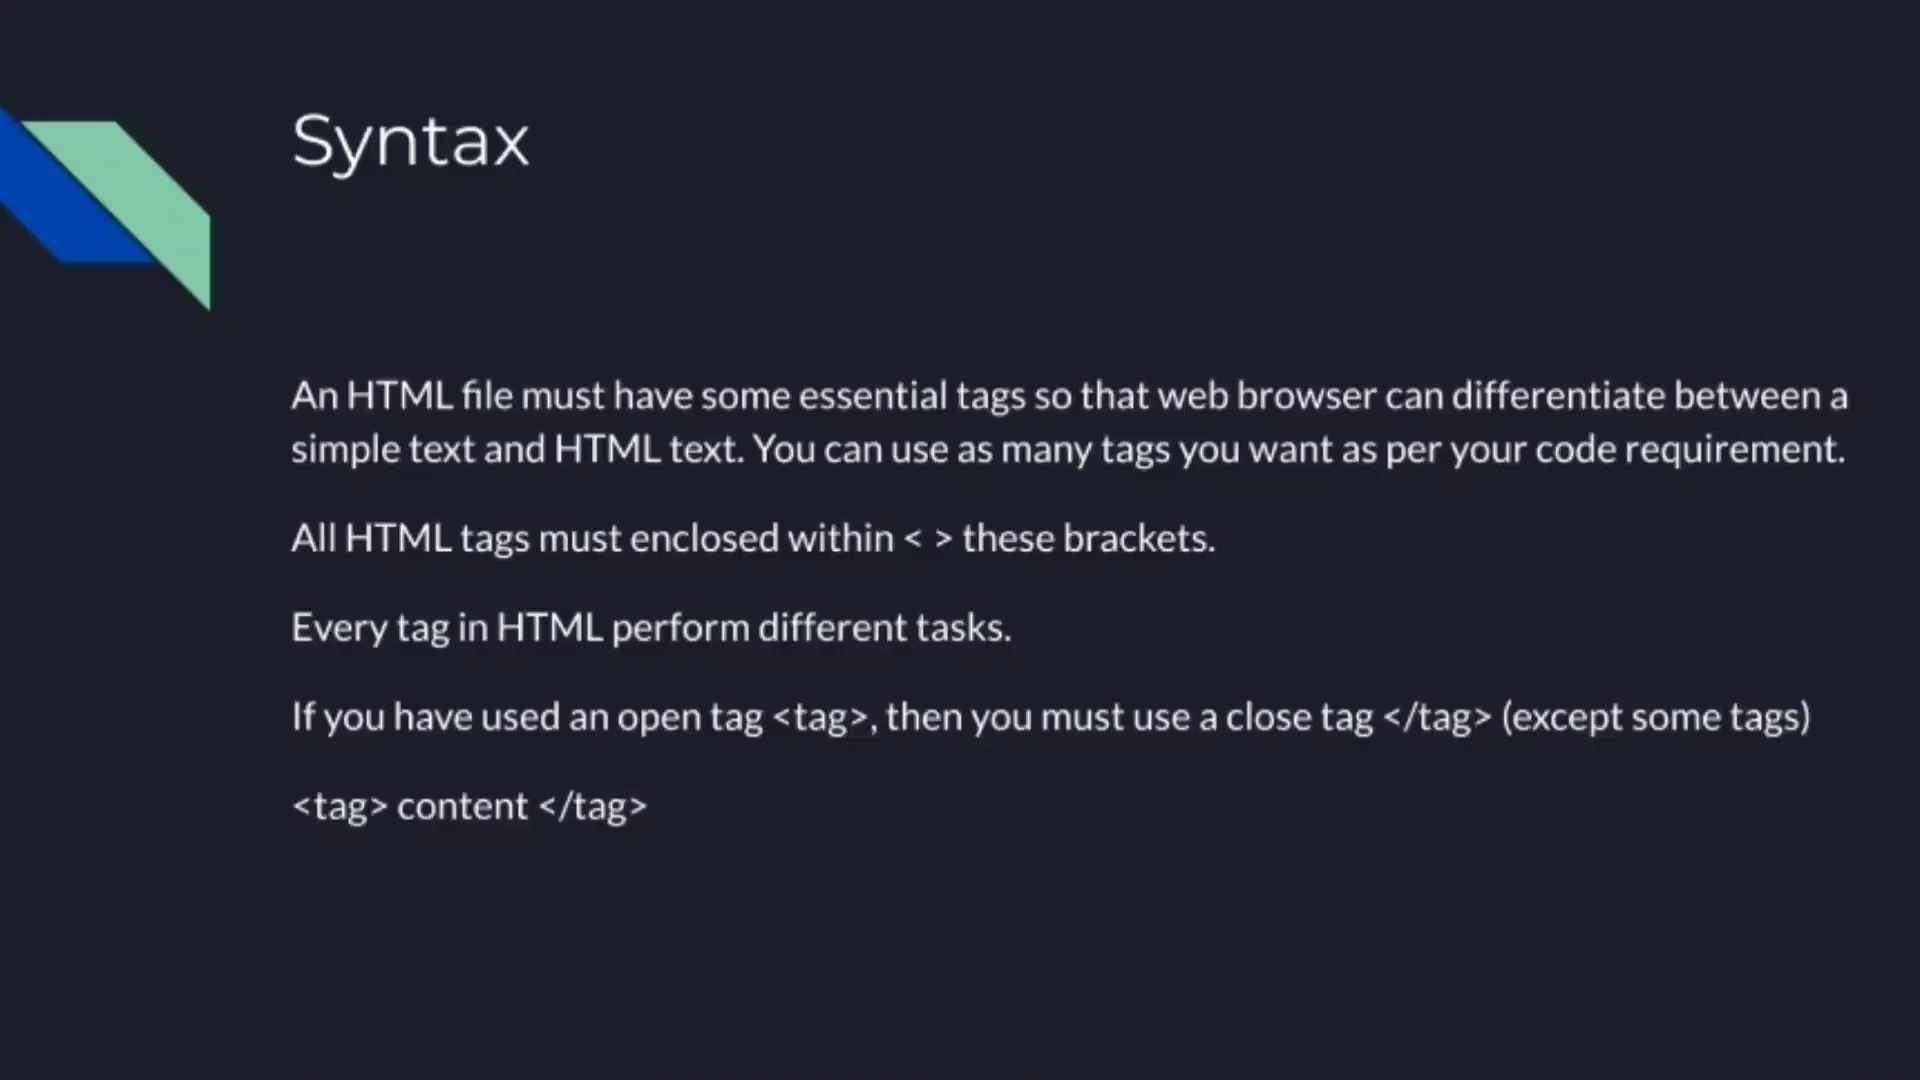 Syntax
An HTML file must have some essential tags so that web browser can differentiate between a
simple text and HTML text. You can use as many tags you want as per your code requirement.
All HTML tags must enclosed within < > these brackets.
Every tag in HTML perform different tasks.
If you have used an open tag <tag>, then you must use a close tag </tag> (except some tags)
<tag> content </tag>